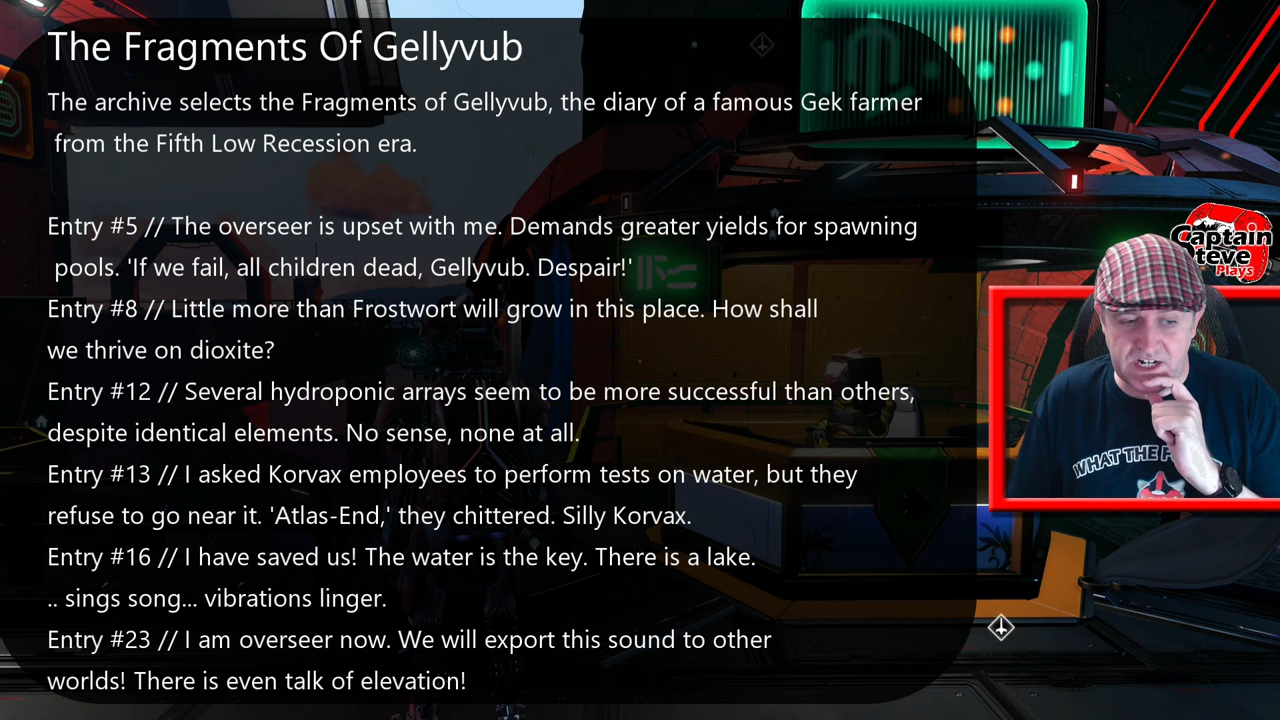 The Fragments Of Gellyvub
The archive selects the Fragments of Gellyvub, the diary of a famous Gek farmer
from the Fifth Low Recession era.
Entry #5 // The overseer is upset with me. Demands greater yields for spawning
pools. 'If we fail, all children dead, Gellyvub. Despair!'
Entry #8 // Little more than Frostwort will grow in this place. How shall
we thrive on dioxite?
Entry #12 // Several hydroponic arrays seem to be more successful than others,
despite identical elements. No sense, none at all.
Entry #13 // I asked Korvax employees to perform tests on water, but they
refuse to go near it. 'Atlas-End,' they chittered. Silly Korvax.
Entry #16 // I have saved us! The water is the key. There is a lake.
.. sings song... vibrations linger.
Entry #23 // I am overseer now. We will export this sound to other
worlds! There is even talk of elevation!
Captain
teve
Plays
WHAT THE